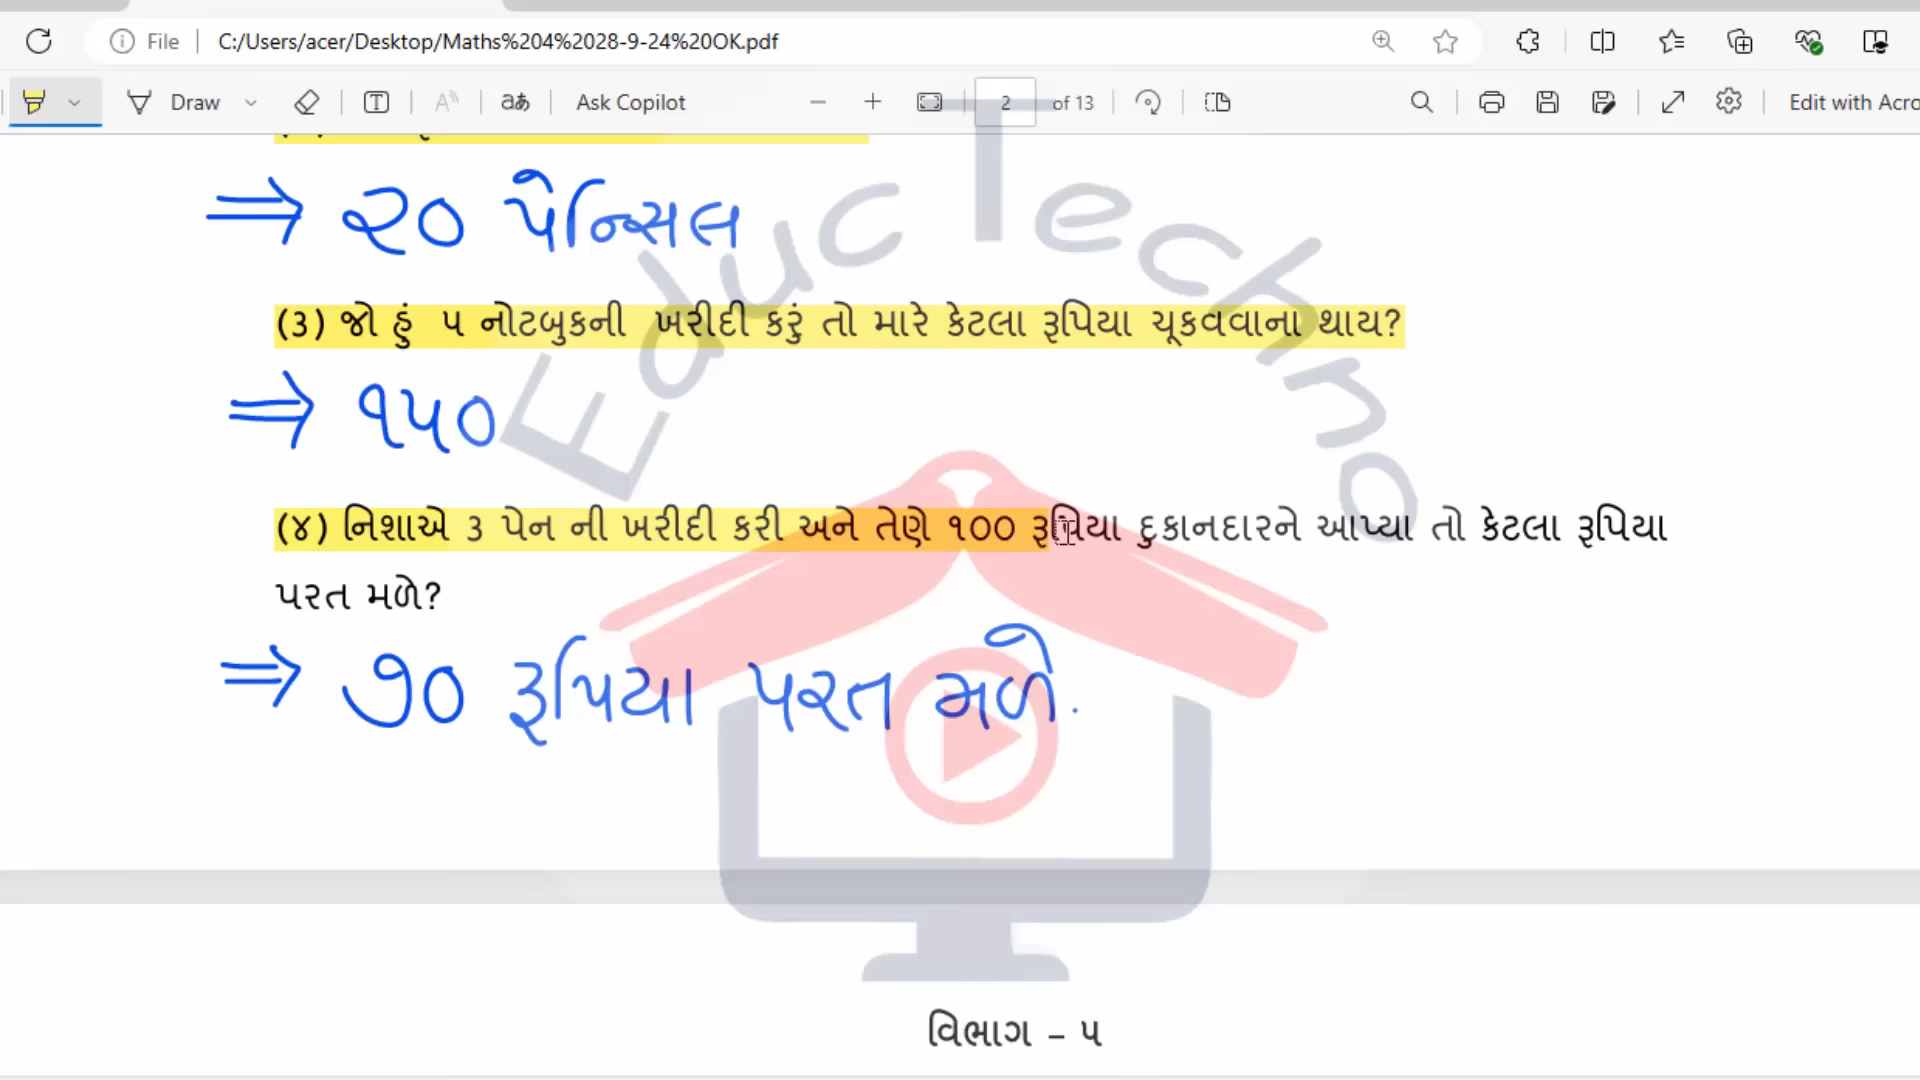 File C:/Users/acer/Desktop/Maths%204%2028-9-24%20OK.pdf
Draw Ask Copilot 2 of 13 Edit with Acro
⇒ ૨૦ પેન્સિલ
(૩) જો હું ૫ નોટબુકની ખરીદી કરું તો મારે કેટલા રૂપિયા ચૂકવવાના થાય?
⇒ ૧૫૦
(૪) નિશાએ ૩ પેન ની ખરીદી કરી અને તેણે ૧૦૦ રૂપિયા દુકાનદારને આપ્યા તો કેટલા રૂપિયા
પરત મળે?
⇒ ૭૦ રૂપિયા પરત મળે.
વિભાગ – ૫
Educ Techno